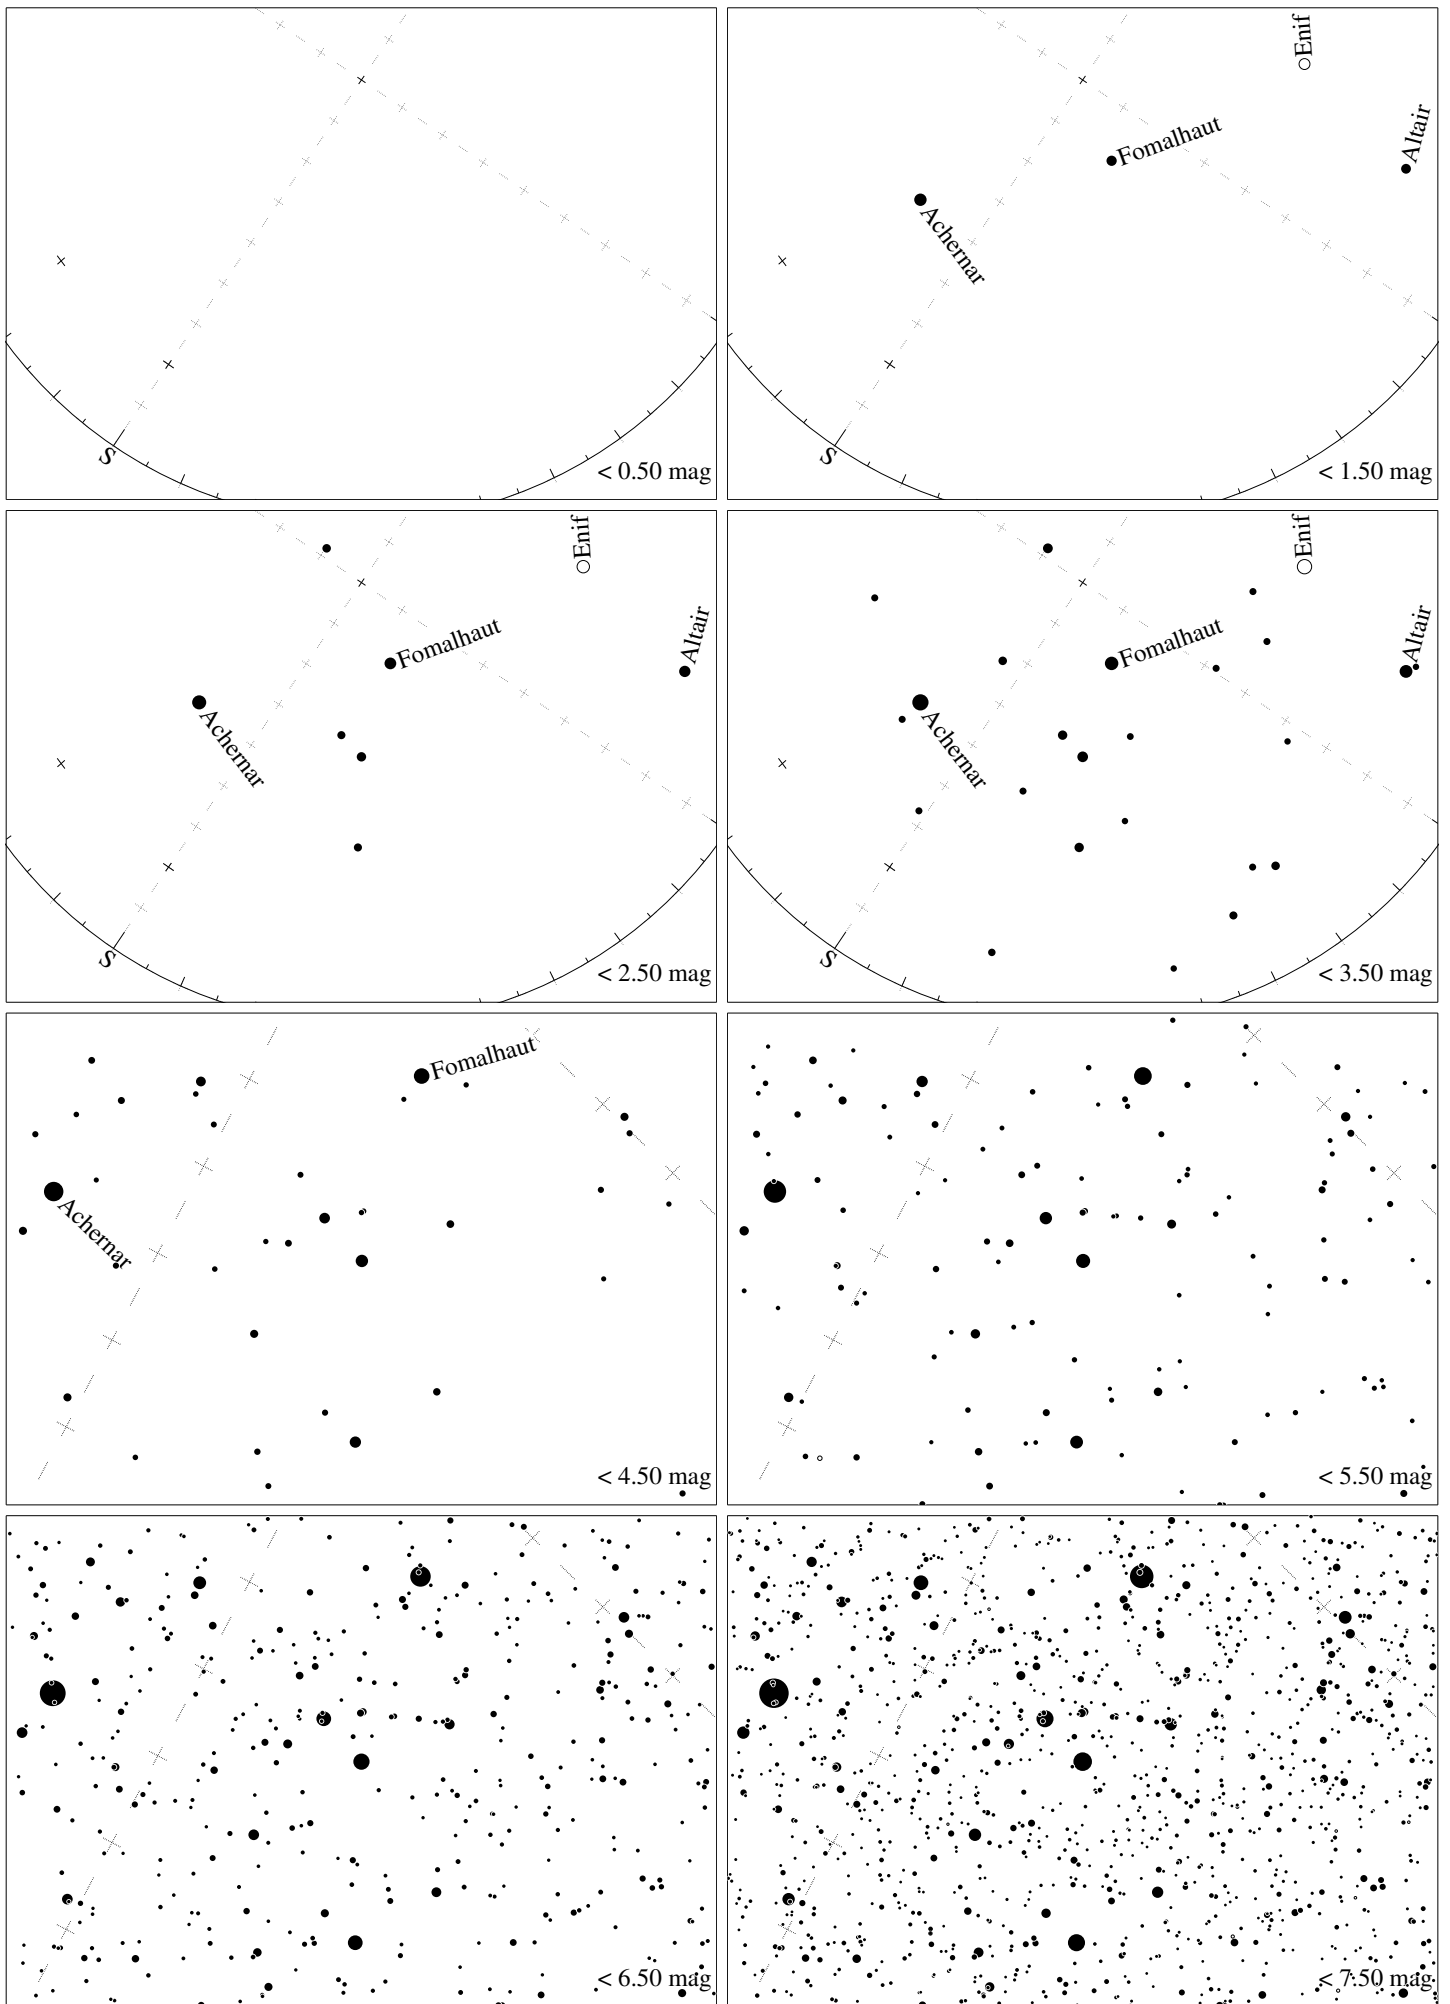 S
< 0.50 mag
Enif
Altair
Fomalhaut
Achernar
S
< 1.50 mag
Enif
Altair
Fomalhaut
Achernar
S
< 2.50 mag
Enif
Altair
Fomalhaut
Achernar
S
< 3.50 mag
Fomalhaut
Achernar
< 4.50 mag
< 5.50 mag
< 6.50 mag
< 7.50 mag